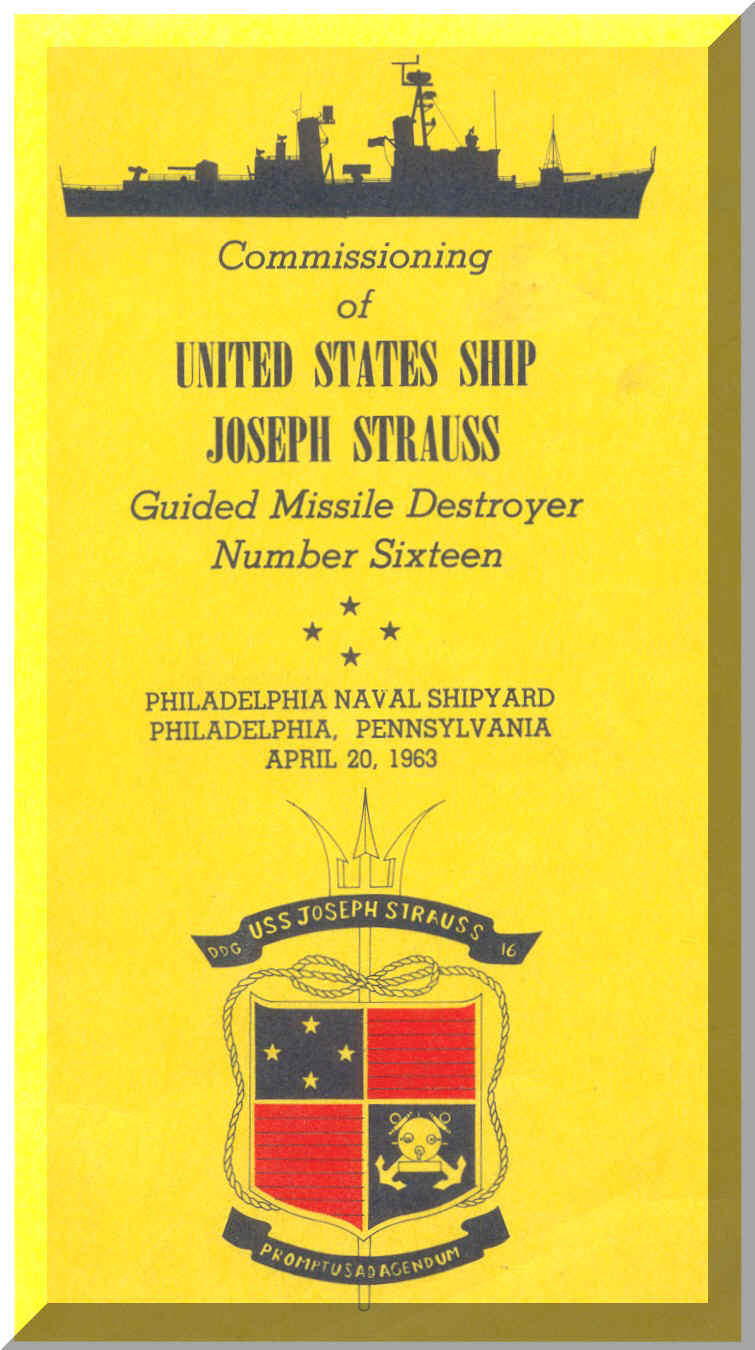 Commissioning
of
UNITED STATES SHIP
JOSEPH STRAUSS
Guided Missile Destroyer
Number Sixteen
PHILADELPHIA NAVAL SHIPYARD
PHILADELPHIA, PENNSYLVANIA
APRIL 20, 1963
DDG USS JOSEPH STRAUSS 16
PROMPTUS AD AGENDUM